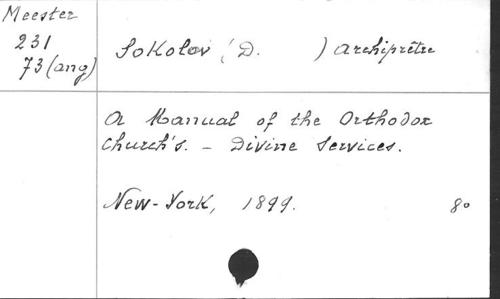 Meester
231
73 (ang)
Sokolov (D. ) Archiprêtre
A Manual of the Orthodox
Church's. - Divine Services.
New-York, 1899. 8°